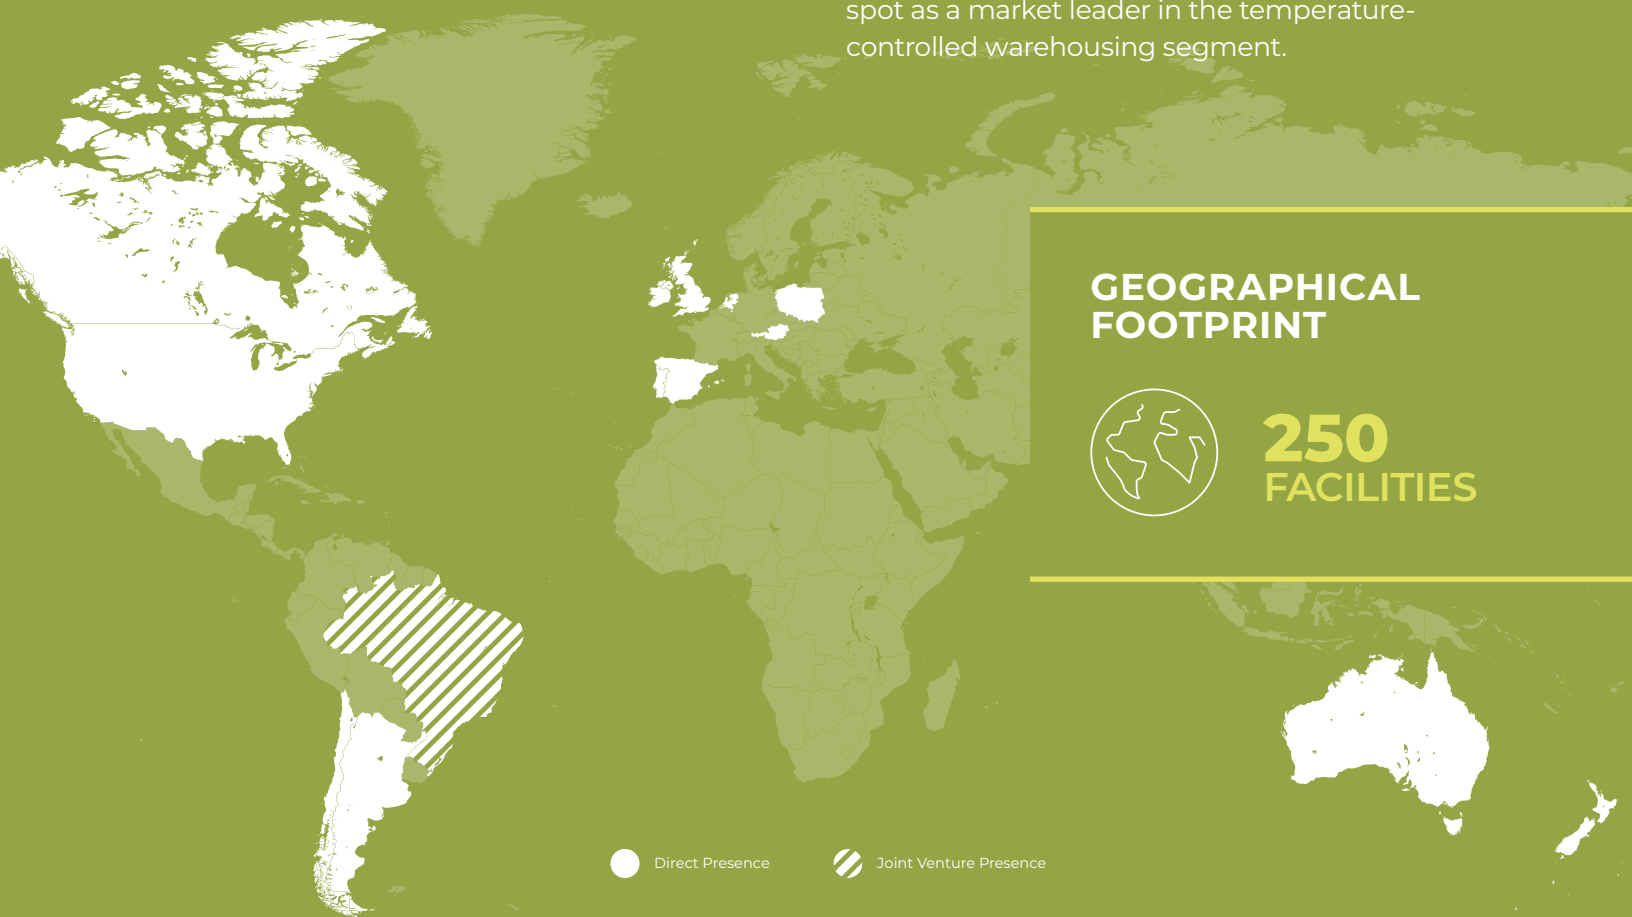 spot as a market leader in the temperature-
controlled warehousing segment.
GEOGRAPHICAL
FOOTPRINT
250
FACILITIES
Direct Presence
Joint Venture Presence